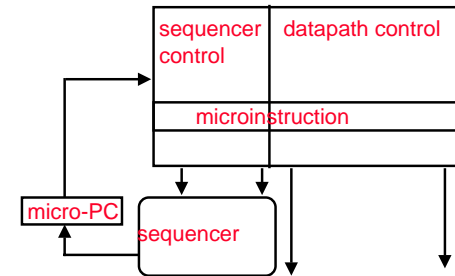 sequencer control
datapath control
microinstruction
micro-PC
sequencer